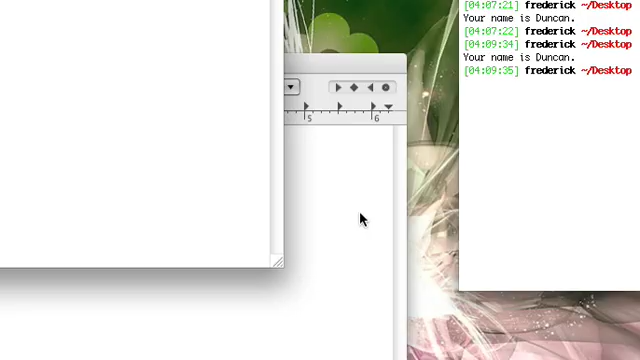 [04:07:21] frederick ~/Desktop
Your name is Duncan.
[04:07:22] frederick ~/Desktop
[04:09:34] frederick ~/Desktop
Your name is Duncan.
[04:09:35] frederick ~/Desktop
5 6